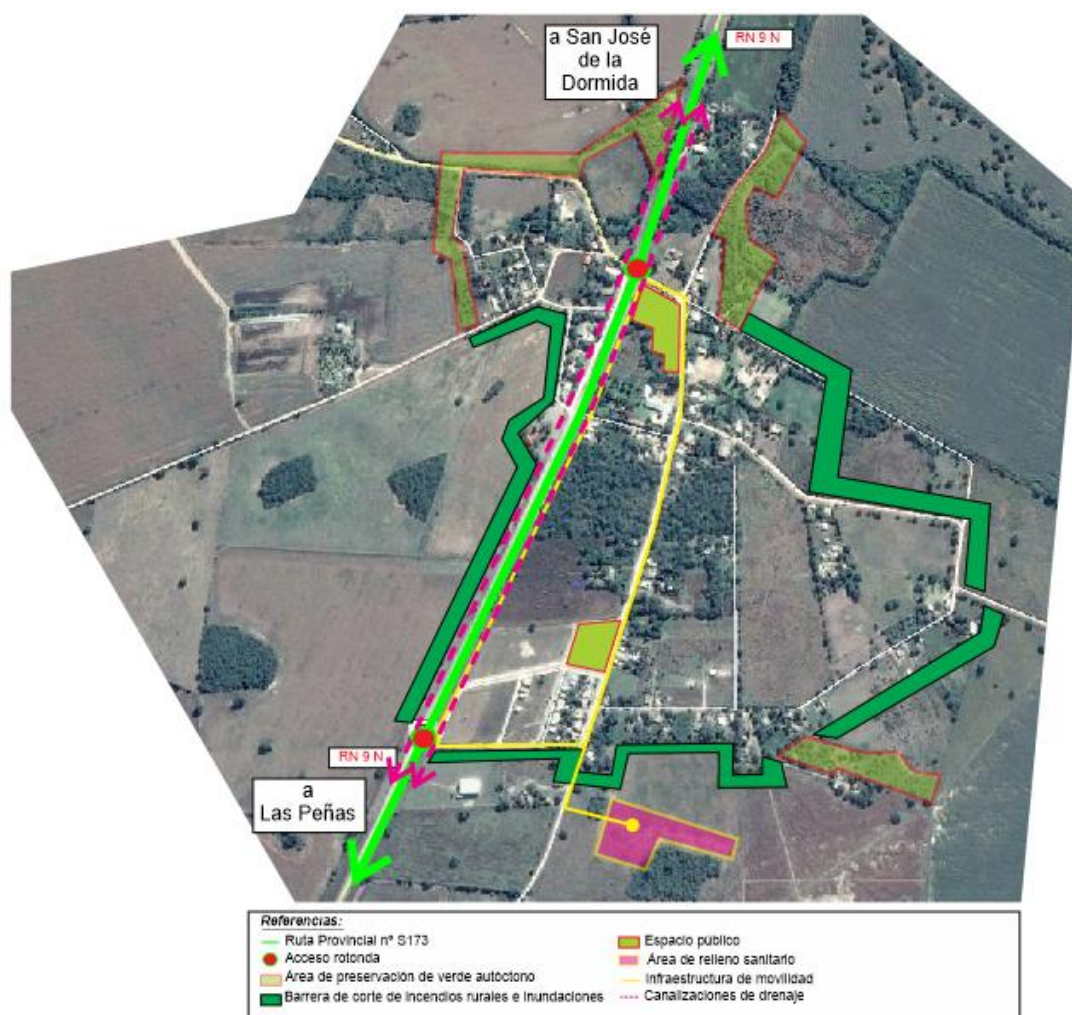 a San José
de la
Dormida
RN 9 N
RN 9 N
a
Las Peñas
Referencias:
Ruta Provincial nº S173
Acceso rotonda
Area de preservación de verde autóctono
Barrera de corte de incendios rurales e Inundaciones
Espacio público
Área de relleno sanitario
Infraestructura de movilidad
Canalizaciones de drenaje